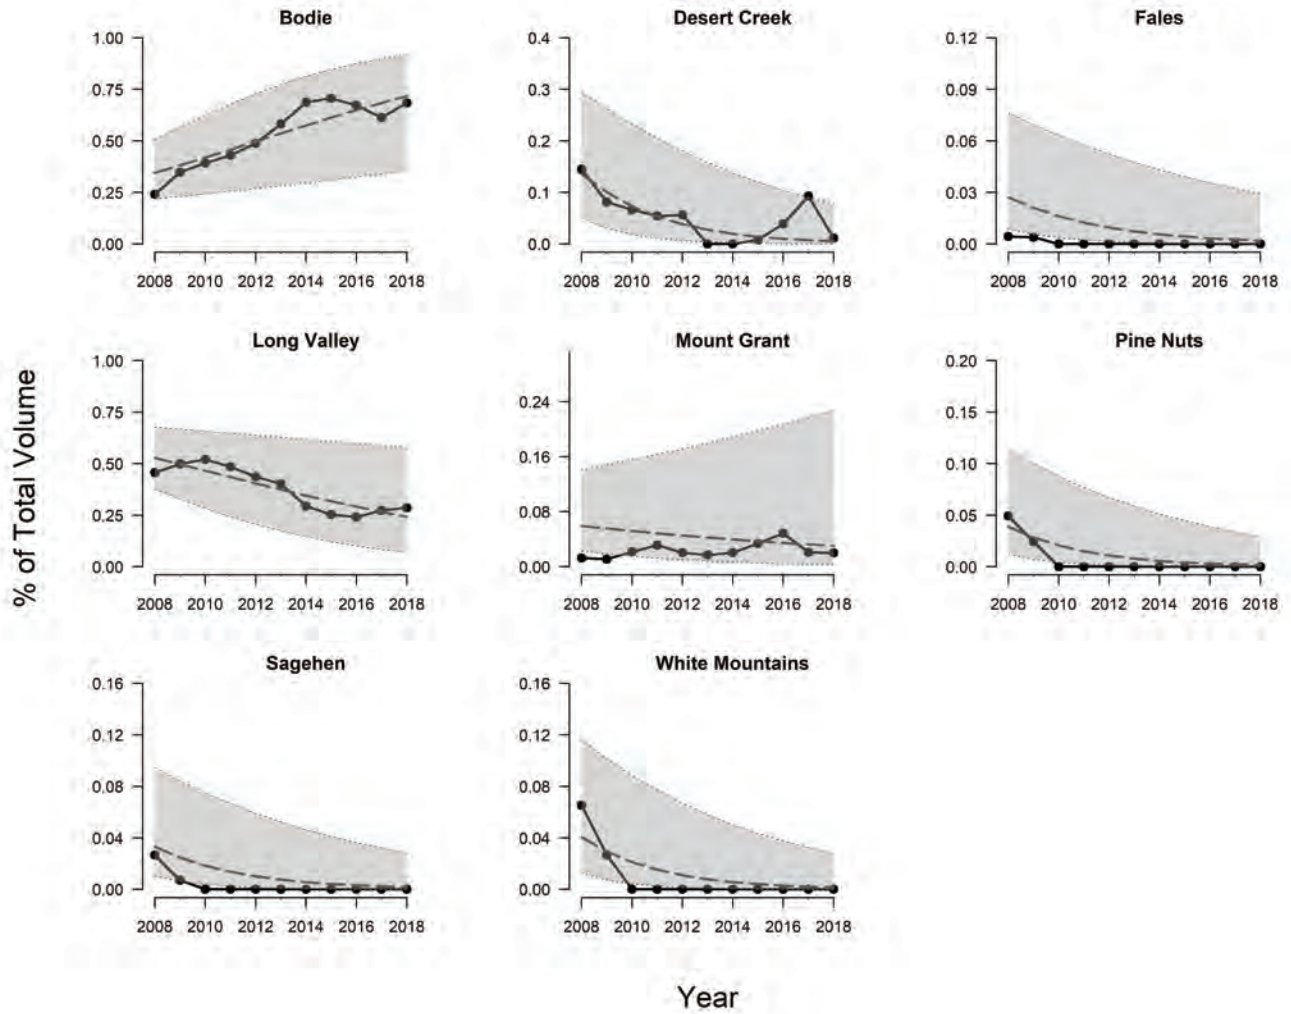 Bodie
1.00
0.75
0.50
0.25
0.00
2008 2010 2012 2014 2016 2018
Desert Creek
0.4
0.3
0.2
0.1
0.0
2008 2010 2012 2014 2016 2018
Fales
0.12
0.09
0.06
0.03
0.00
2008 2010 2012 2014 2016 2018
% of Total Volume
Long Valley
1.00
0.75
0.50
0.25
0.00
2008 2010 2012 2014 2016 2018
Mount Grant
0.24
0.16
0.08
0.00
2008 2010 2012 2014 2016 2018
Pine Nuts
0.20
0.15
0.10
0.05
0.00
2008 2010 2012 2014 2016 2018
Sagehen
0.16
0.12
0.08
0.04
0.00
2008 2010 2012 2014 2016 2018
White Mountains
0.16
0.12
0.08
0.04
0.00
2008 2010 2012 2014 2016 2018
Year